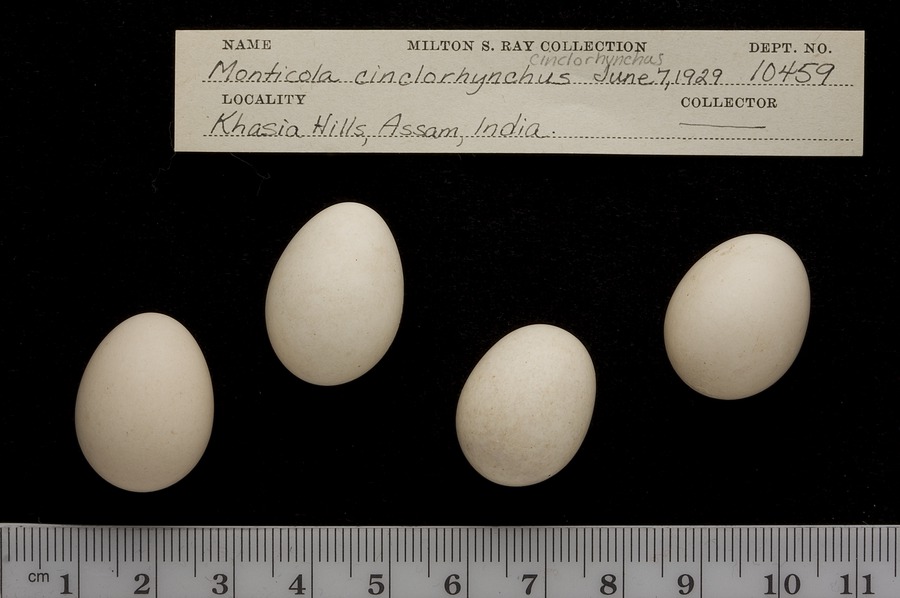 NAME MILTON S. RAY COLLECTION DEPT. NO.
cinclorhynchus
Monticola cinclorhynchus June 7, 1929 10459
LOCALITY COLLECTOR
Khasia Hills, Assam, India.
cm 1 2 3 4 5 6 7 8 9 10 11